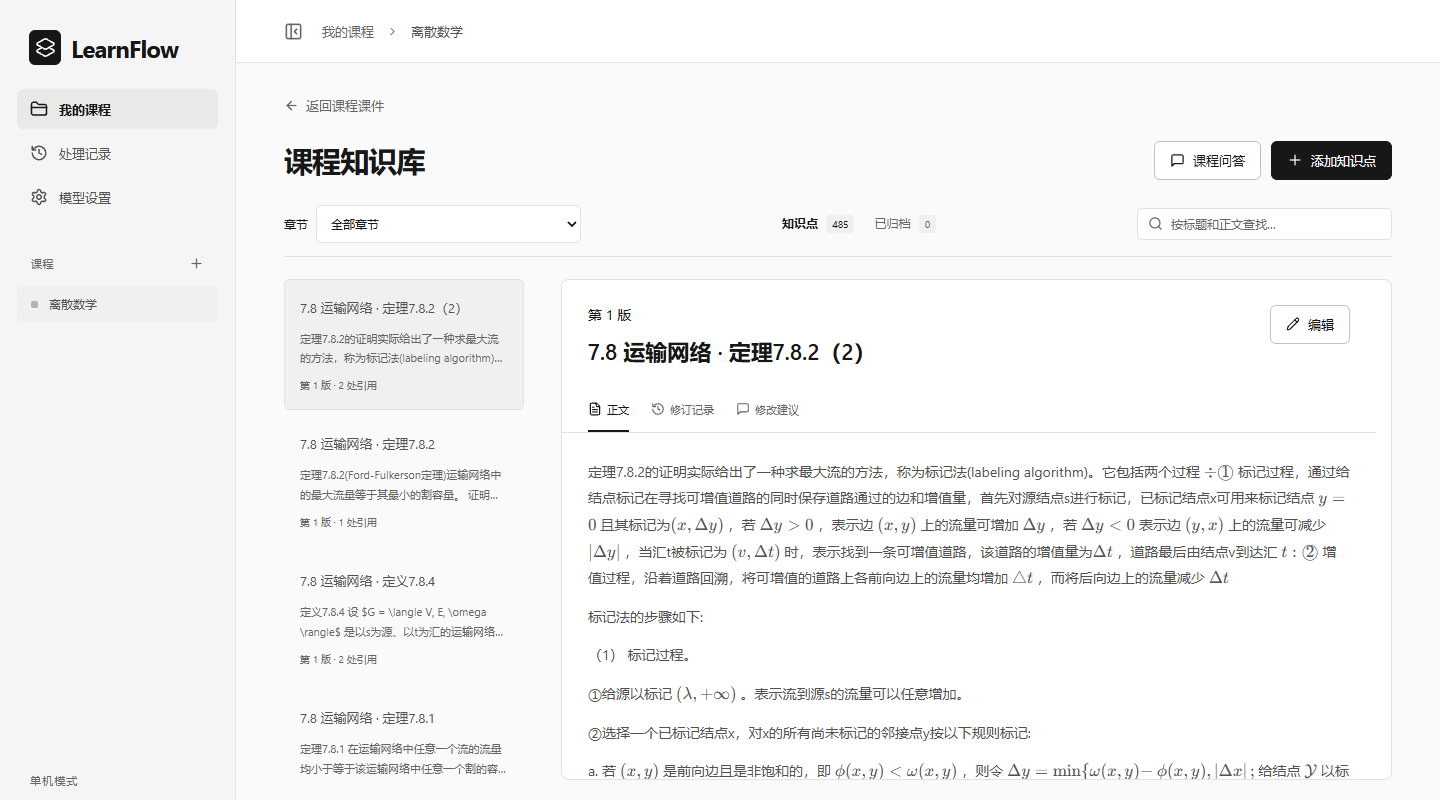 LearnFlow
我的课程
处理记录
模型设置
课程
离散数学
单机模式
我的课程 > 离散数学
返回课程课件
课程知识库
课程问答
添加知识点
章节 全部章节
知识点 485 已归档 0
按标题和正文查找...
7.8 运输网络 · 定理7.8.2（2）
定理7.8.2的证明实际给出了一种求最大流
的方法，称为标记法(labeling algorithm)...
第 1 版 · 2 处引用
7.8 运输网络 · 定理7.8.2
定理7.8.2(Ford-Fulkerson定理)运输网络中
的最大流量等于其最小的割容量。 证明...
第 1 版 · 1 处引用
7.8 运输网络 · 定义7.8.4
定义7.8.4 设 $G = \langle V, E, \omega
\rangle$ 是以s为源、以t为汇的运输网络...
第 1 版 · 2 处引用
7.8 运输网络 · 定理7.8.1
定理7.8.1 在运输网络中任意一个流的流量
均小于等于该运输网络中任意一个割的容...
第 1 版
编辑
7.8 运输网络 · 定理7.8.2（2）
正文 修订记录 修改建议
定理7.8.2的证明实际给出了一种求最大流的方法，称为标记法(labeling algorithm)。它包括两个过程 ÷① 标记过程，通过给
结点标记在寻找可增值道路的同时保存道路通过的边和增值量，首先对源结点s进行标记，已标记结点x可用来标记结点 y =
0 且其标记为(x, Δy) ，若 Δy > 0 ，表示边 (x, y) 上的流量可增加 Δy ，若 Δy < 0 表示边 (y, x) 上的流量可减少
|Δy| ，当汇t被标记为 (v, Δt) 时，表示找到一条可增值道路，该道路的增值量为Δt ，道路最后由结点v到达汇 t : ② 增
值过程，沿着道路回溯，将可增值的道路上各前向边上的流量均增加 △t ，而将后向边上的流量减少 Δt
标记法的步骤如下:
（1） 标记过程。
①给源以标记 (λ, +∞) 。表示流到源s的流量可以任意增加。
②选择一个已标记结点x，对x的所有尚未标记的邻接点y按以下规则标记:
a. 若 (x, y) 是前向边且是非饱和的，即 ϕ(x, y) < ω(x, y) ，则令 Δy = min{ω(x, y)− ϕ(x, y), |Δx| ; 给结点 𝒴 以标